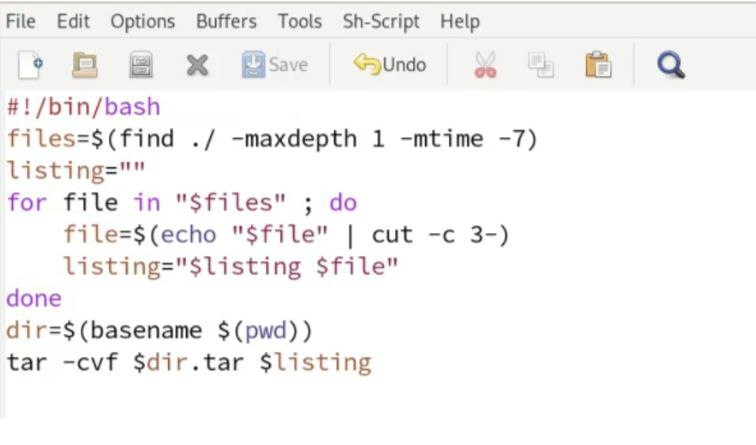 File Edit Options Buffers Tools Sh-Script Help
Save Undo
#!/bin/bash
files=$(find ./ -maxdepth 1 -mtime -7)
listing=""
for file in "$files" ; do
    file=$(echo "$file" | cut -c 3-)
    listing="$listing $file"
done
dir=$(basename $(pwd))
tar -cvf $dir.tar $listing